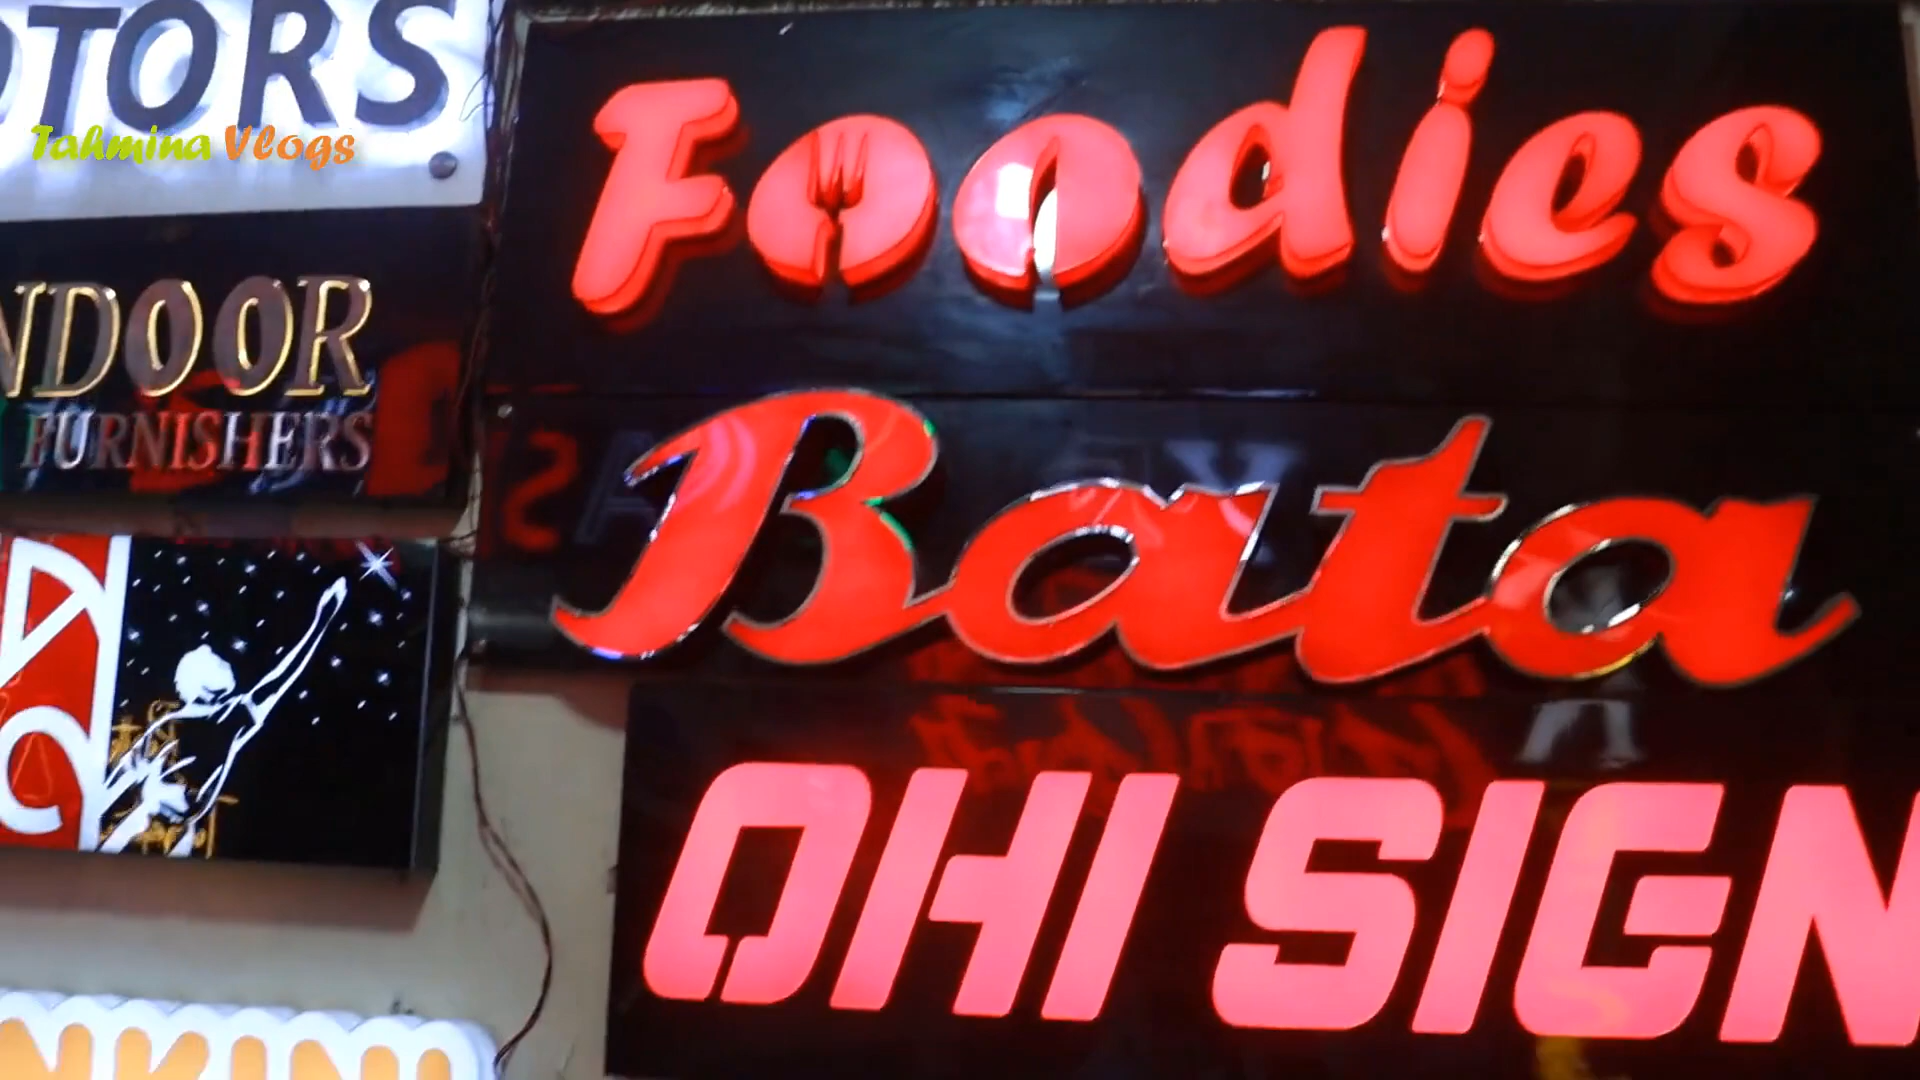 OTORS
Tahmina Vlogs
NDOOR
FURNISHERS
Foodies
Bata
OHI SIGN